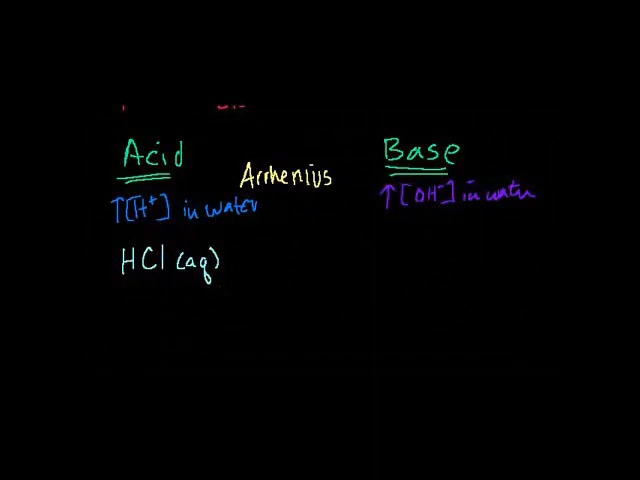 Acid
Arrhenius
Base
↑[H⁺] in water
↑[OH⁻] in water
HCl (aq)